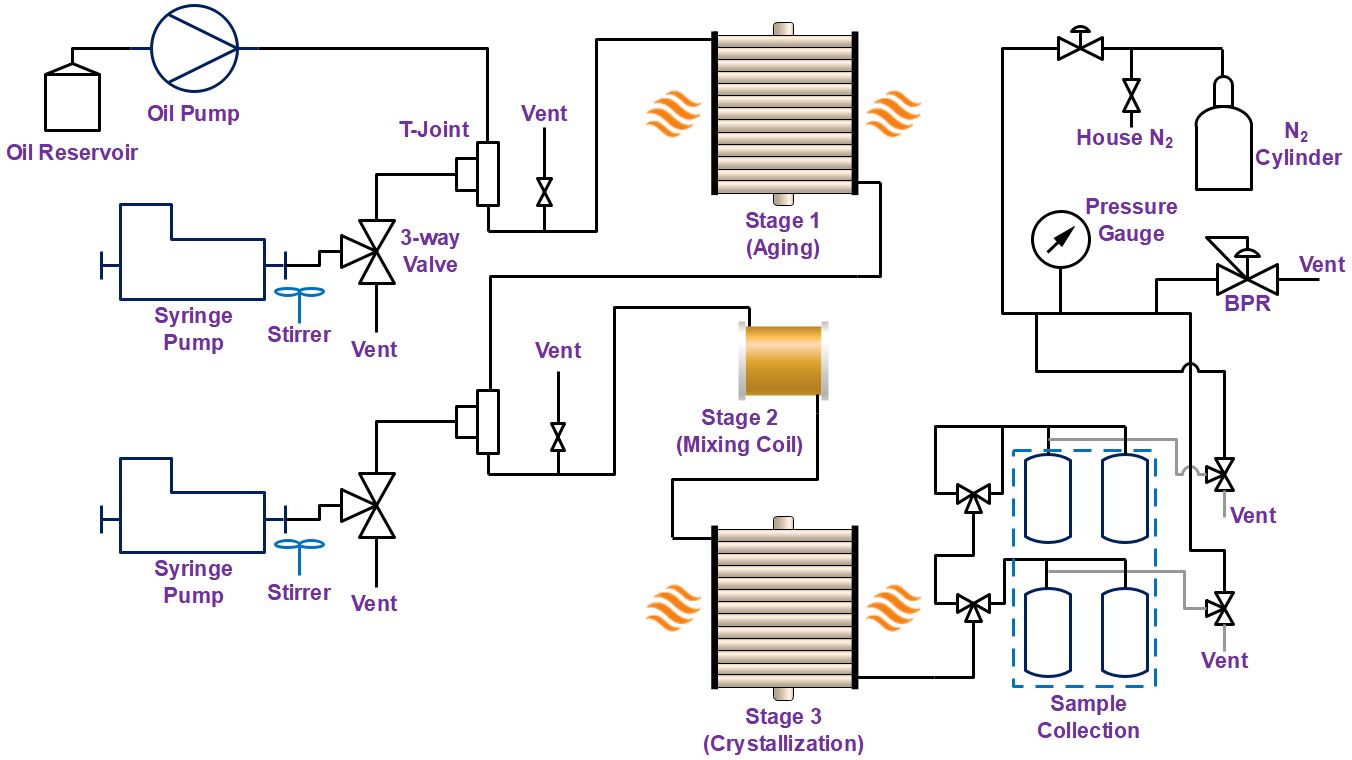 Oil Reservoir
Oil Pump
T-Joint
Vent
Syringe
Pump
Stirrer
3-way
Valve
Vent
Stage 1
(Aging)
House N₂
N₂
Cylinder
Pressure
Gauge
BPR
Vent
Vent
Stage 2
(Mixing Coil)
Syringe
Pump
Stirrer
Vent
Stage 3
(Crystallization)
Vent
Vent
Sample
Collection